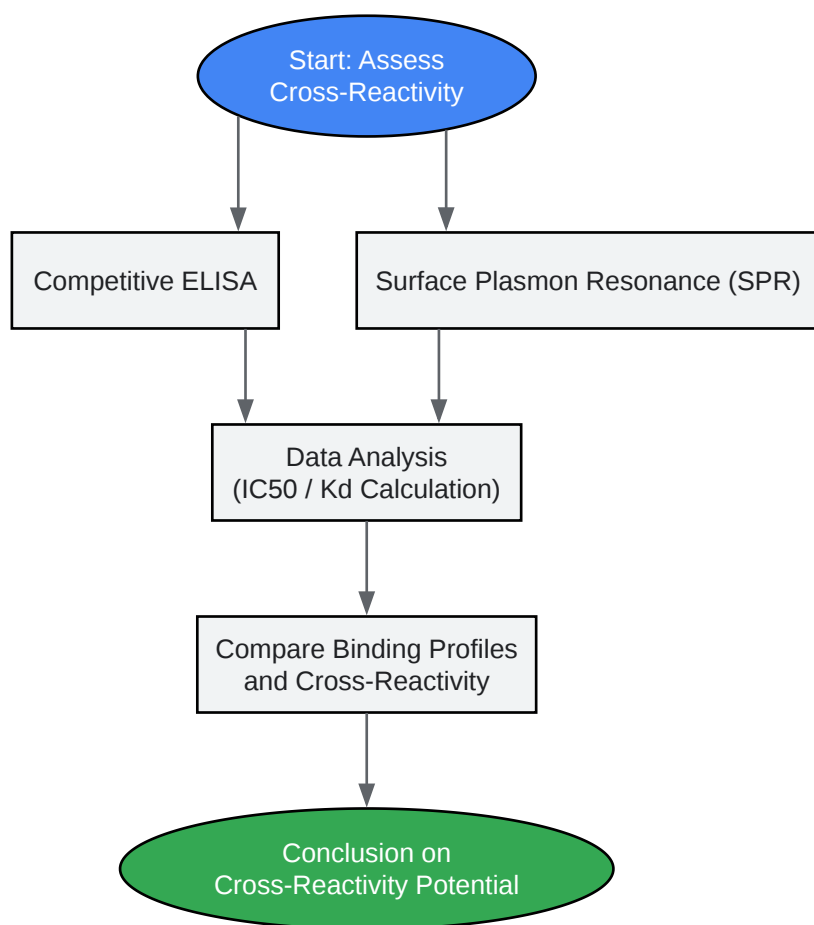 Start: Assess
Cross-Reactivity
Competitive ELISA
Surface Plasmon Resonance (SPR)
Data Analysis
(IC50 / Kd Calculation)
Compare Binding Profiles
and Cross-Reactivity
Conclusion on
Cross-Reactivity Potential